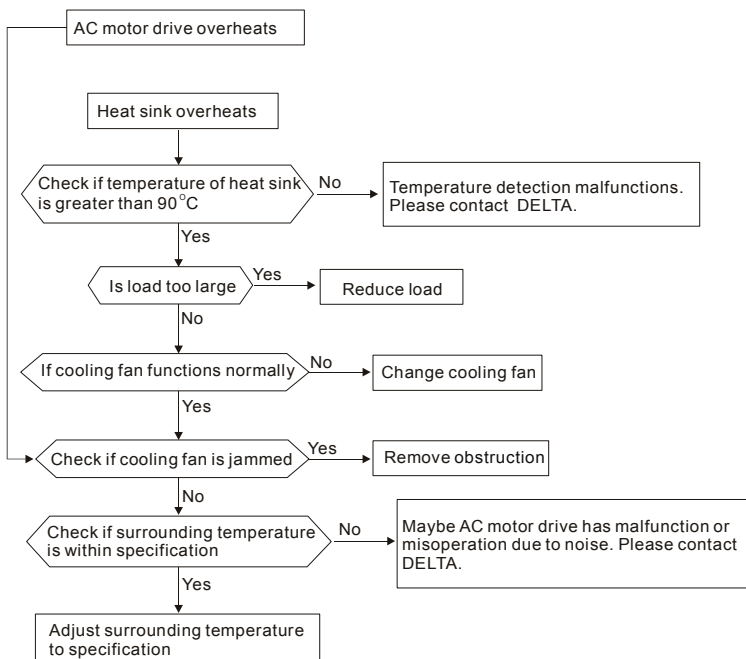 AC motor drive overheats
Heat sink overheats
Check if temperature of heat sink
is greater than 90°C
No
Temperature detection malfunctions.
Please contact DELTA.
Yes
Is load too large
Yes
Reduce load
No
If cooling fan functions normally
No
Change cooling fan
Yes
Check if cooling fan is jammed
Yes
Remove obstruction
No
Check if surrounding temperature
is within specification
No
Maybe AC motor drive has malfunction or
misoperation due to noise. Please contact
DELTA.
Yes
Adjust surrounding temperature
to specification